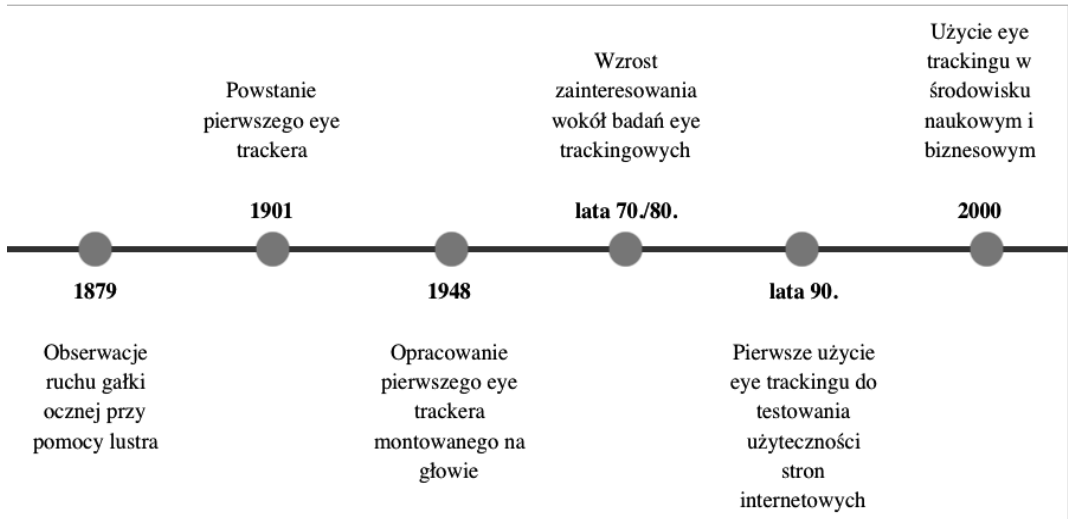 1879
Obserwacje
ruchu gałki
ocznej przy
pomocy lustra
Powstanie
pierwszego eye
trackera
1901
1948
Opracowanie
pierwszego eye
trackera
montowanego na
głowie
Wzrost
zainteresowania
wokół badań eye
trackingowych
lata 70./80.
lata 90.
Pierwsze użycie
eye trackingu do
testowania
użyteczności
stron
internetowych
Użycie eye
trackingu w
środowisku
naukowym i
biznesowym
2000